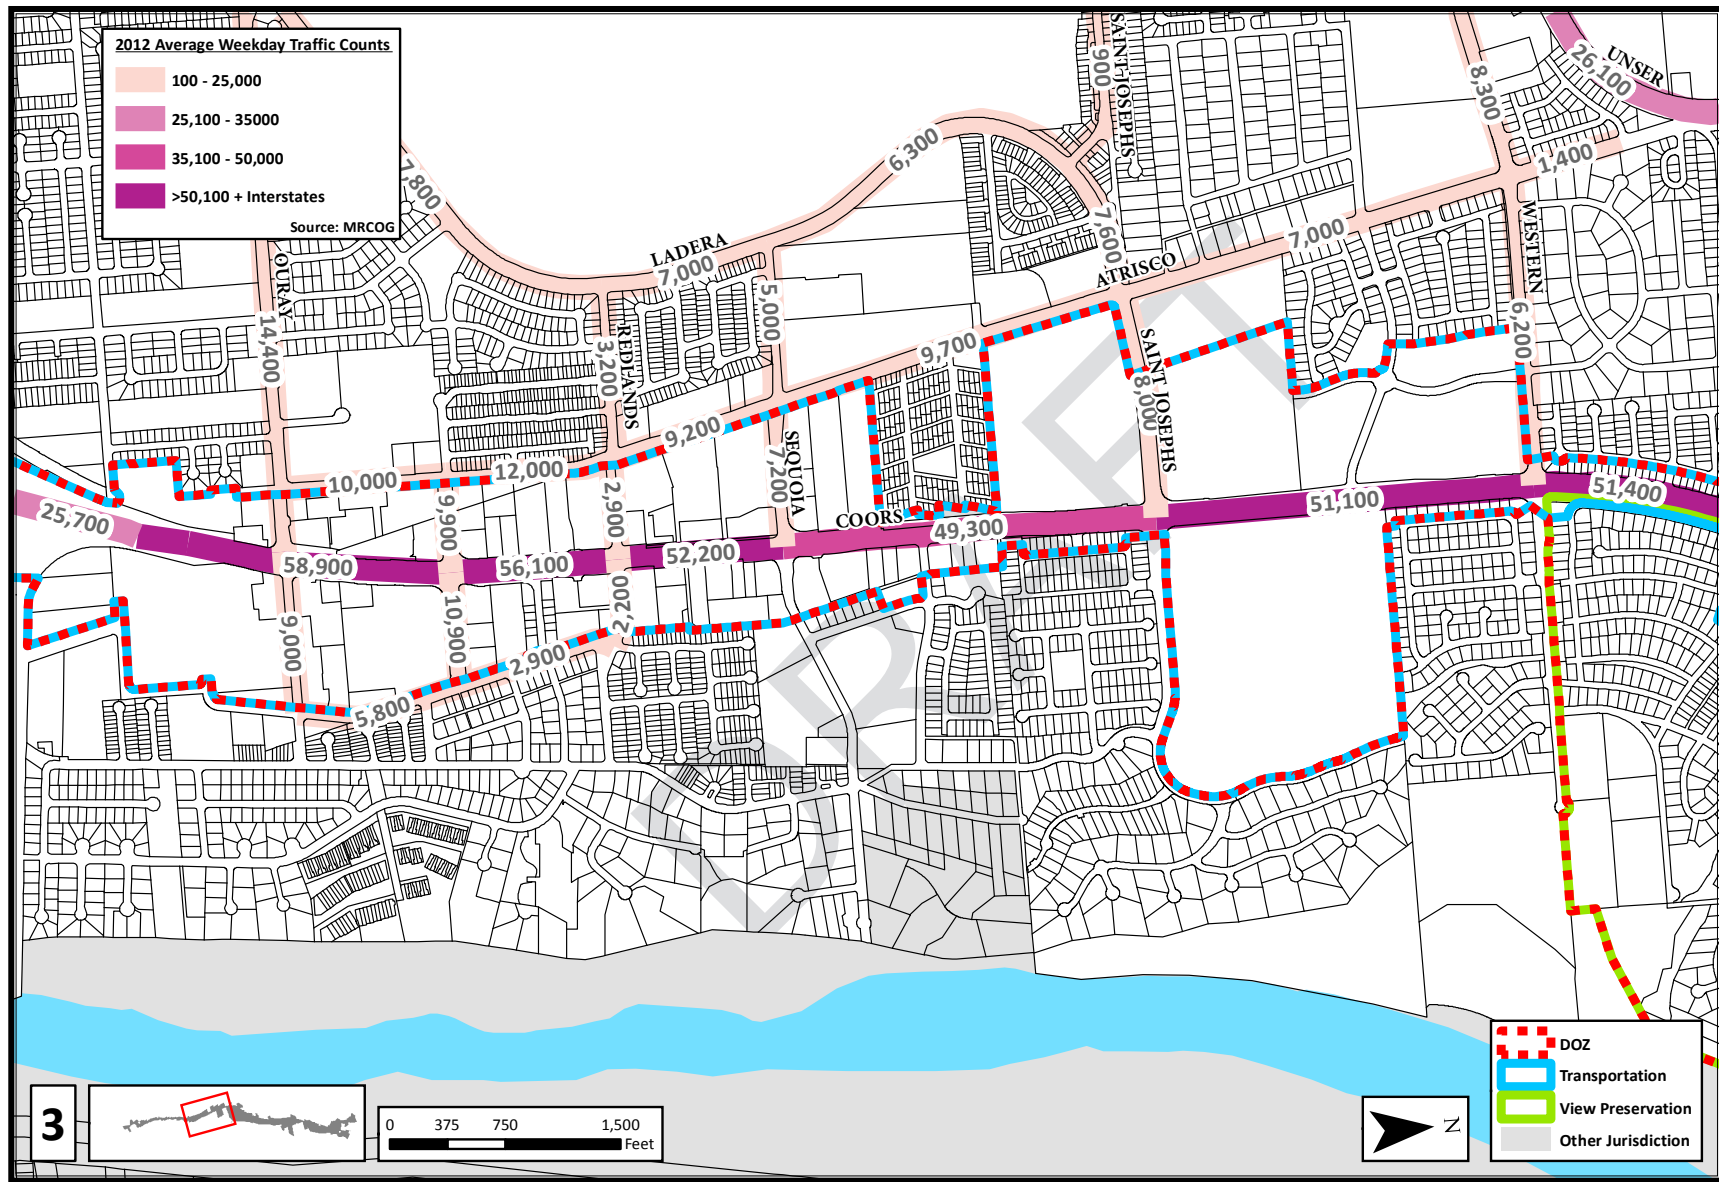 2012 Average Weekday Traffic Counts
100 - 25,000
25,100 - 35000
35,100 - 50,000
>50,100 + Interstates
Source: MRCOG
SAINT JOSEPHS
900
8,300
UNSER
26,100
1,400
7,800
6,300
7,600
7,000
WESTERN
OURAY
LADERA
7,000
ATRISCO
5,000
14,400
REDLANDS
3,200
9,700
SAINT JOSEPHS
8,000
6,200
9,200
SEQUOIA
7,200
10,000
12,000
2,900
9,900
COORS
49,300
51,100
51,400
25,700
58,900
56,100
52,200
9,000
10,900
2,200
2,900
5,800
DRAFT
3
0 375 750 1,500
Feet
N
DOZ
Transportation
View Preservation
Other Jurisdiction